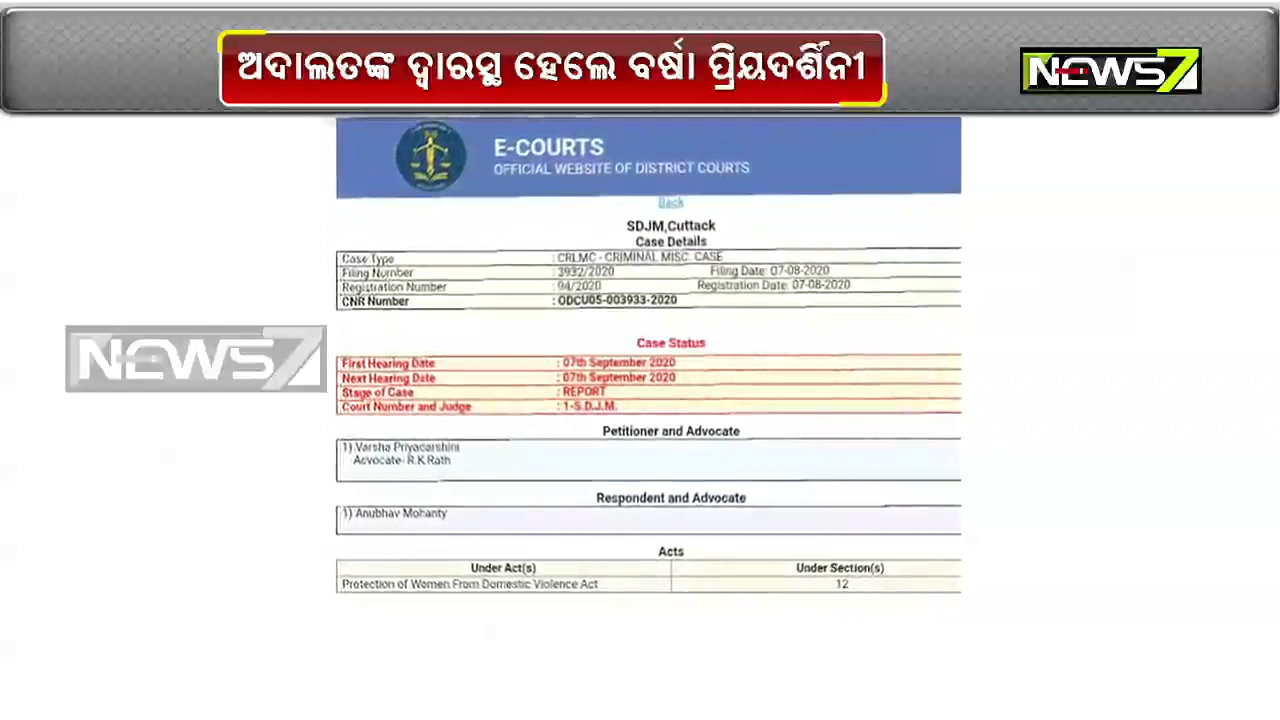 ଅଦାଲତଙ୍କ ଦ୍ୱାରସ୍ଥ ହେଲେ ବର୍ଷା ପ୍ରିୟଦର୍ଶିନୀ
NEWS7
E-COURTS
OFFICIAL WEBSITE OF DISTRICT COURTS
Back
SDJM,Cuttack
Case Details
Case Type : CRLMC - CRIMINAL MISC. CASE
Filing Number : 3932/2020 Filing Date: 07-08-2020
Registration Number : 94/2020 Registration Date: 07-08-2020
CNR Number : ODCU05-003933-2020
NEWS7
Case Status
First Hearing Date : 07th September 2020
Next Hearing Date : 07th September 2020
Stage of Case : REPORT
Court Number and Judge : 1-S.D.J.M.
Petitioner and Advocate
1) Varsha Priyadarshini
Advocate- R.K.Rath
Respondent and Advocate
1) Anubhav Mohanty
Acts
Under Act(s) Under Section(s)
Protection of Women From Domestic Violence Act 12